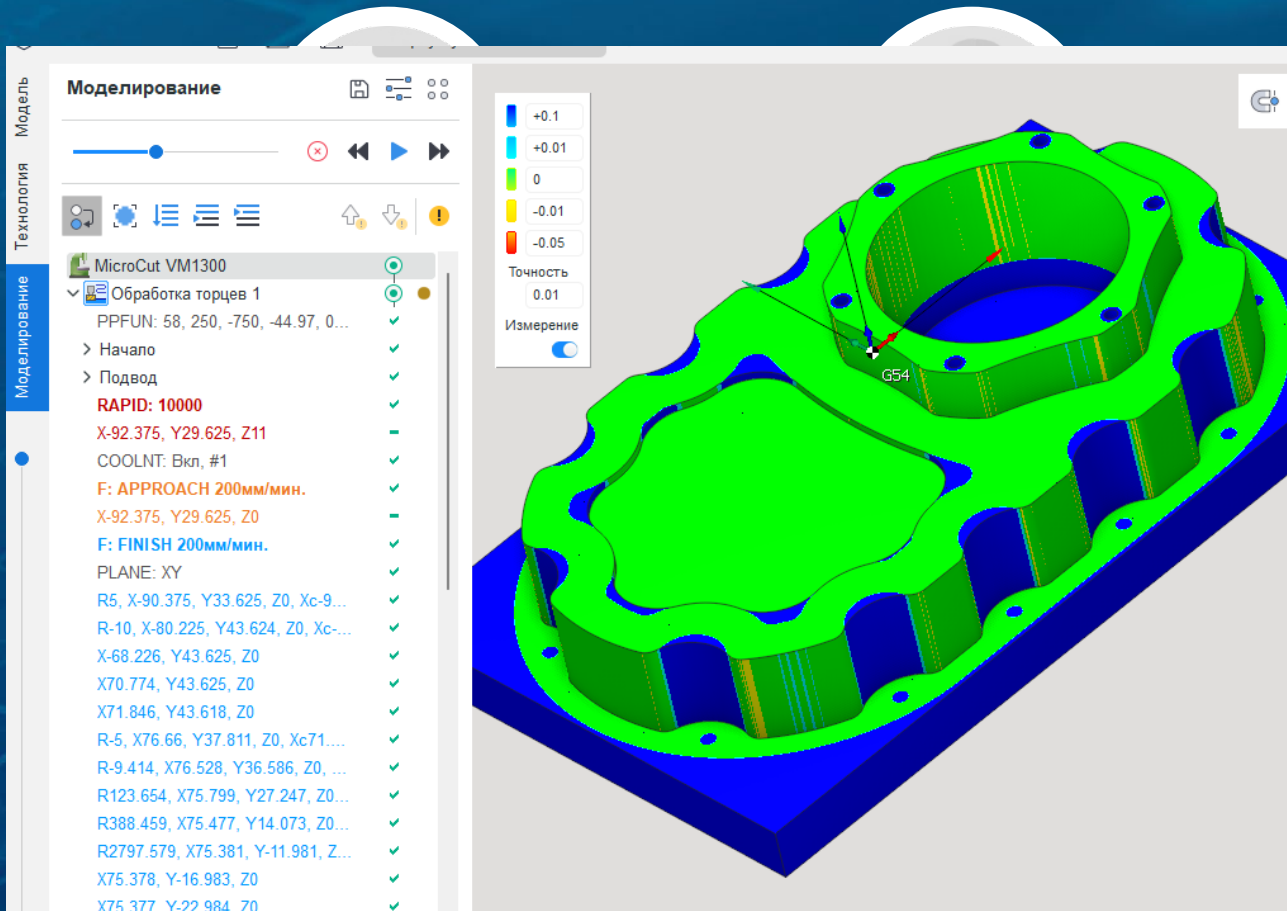 Модель
Технология
Моделирование
Моделирование
MicroCut VM1300
Обработка торцев 1
PPFUN: 58, 250, -750, -44.97, 0...
Начало
Подвод
RAPID: 10000
X-92.375, Y29.625, Z11
COOLNT: Вкл, #1
F: APPROACH 200мм/мин.
X-92.375, Y29.625, Z0
F: FINISH 200мм/мин.
PLANE: XY
R5, X-90.375, Y33.625, Z0, Xc-9...
R-10, X-80.225, Y43.624, Z0, Xc-...
X-68.226, Y43.625, Z0
X70.774, Y43.625, Z0
X71.846, Y43.618, Z0
R-5, X76.66, Y37.811, Z0, Xc71....
R-9.414, X76.528, Y36.586, Z0, ...
R123.654, X75.799, Y27.247, Z0...
R388.459, X75.477, Y14.073, Z0...
R2797.579, X75.381, Y-11.981, Z...
X75.378, Y-16.983, Z0
X75.377, Y-22.984, Z0
+0.1
+0.01
0
-0.01
-0.05
Точность
0.01
Измерение
G54